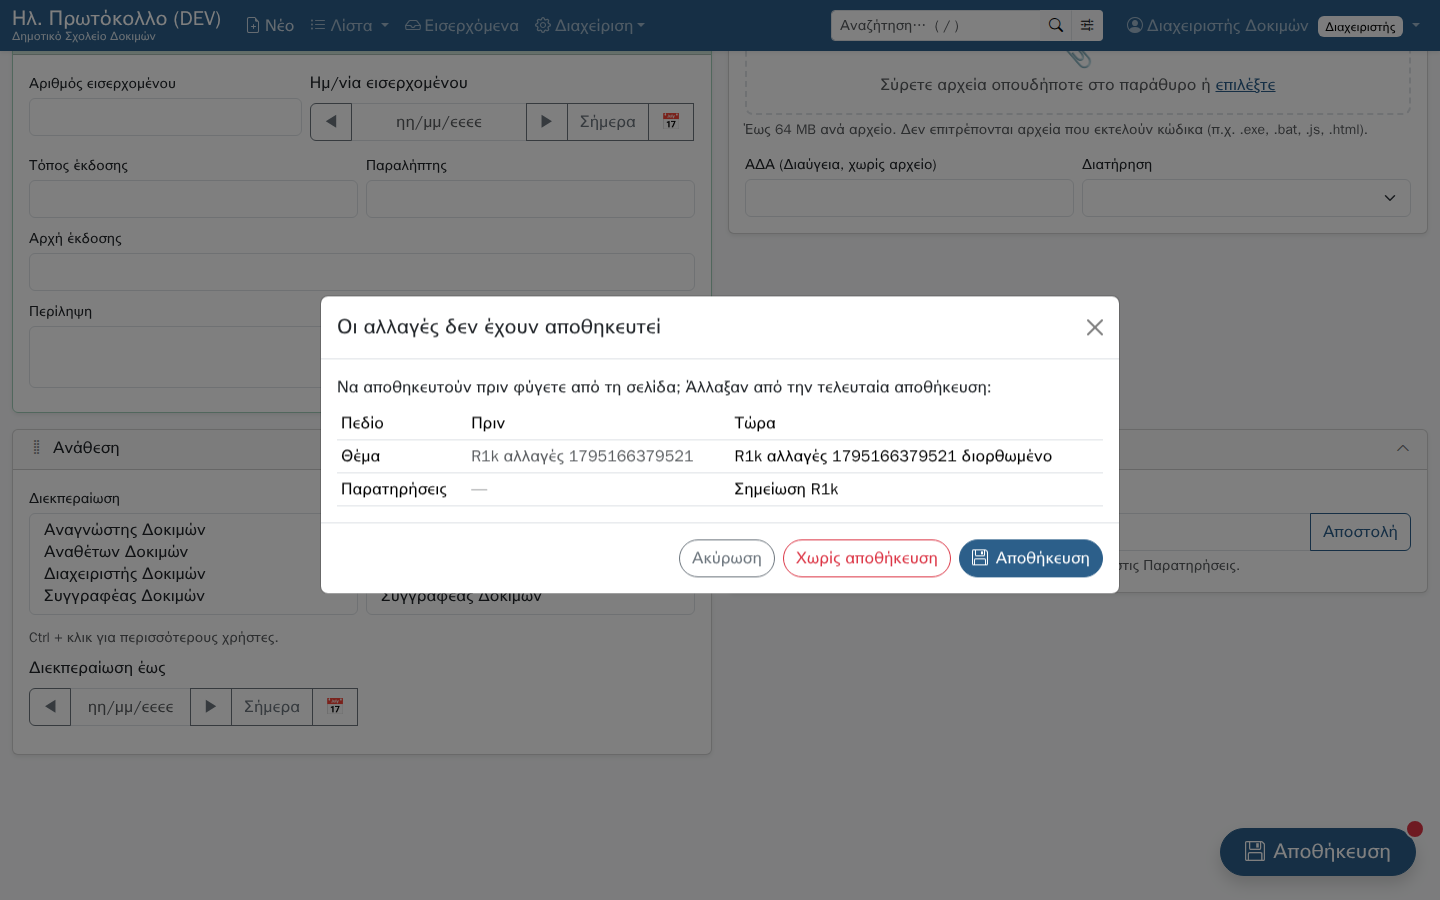 Ηλ. Πρωτόκολλο (DEV)
Δημοτικό Σχολείο Δοκιμών
Νέο
Λίστα
Εισερχόμενα
Διαχείριση
Αναζήτηση… ( / )
Διαχειριστής Δοκιμών
Διαχειριστής
Αριθμός εισερχομένου
Ημ/νία εισερχομένου
ηη/μμ/εεεε
Σήμερα
Τόπος έκδοσης
Παραλήπτης
Αρχή έκδοσης
Περίληψη
Σύρετε αρχεία οπουδήποτε στο παράθυρο ή επιλέξτε
Έως 64 MB ανά αρχείο. Δεν επιτρέπονται αρχεία που εκτελούν κώδικα (π.χ. .exe, .bat, .js, .html).
ΑΔΑ (Διαύγεια, χωρίς αρχείο)
Διατήρηση
Οι αλλαγές δεν έχουν αποθηκευτεί
Να αποθηκευτούν πριν φύγετε από τη σελίδα; Άλλαξαν από την τελευταία αποθήκευση:
Πεδίο Πριν Τώρα
Θέμα R1k αλλαγές 1795166379521 R1k αλλαγές 1795166379521 διορθωμένο
Παρατηρήσεις — Σημείωση R1k
Ακύρωση
Χωρίς αποθήκευση
Αποθήκευση
Ανάθεση
Διεκπεραίωση
Αναγνώστης Δοκιμών
Αναθέτων Δοκιμών
Διαχειριστής Δοκιμών
Συγγραφέας Δοκιμών
Συγγραφέας Δοκιμών
Ctrl + κλικ για περισσότερους χρήστες.
Διεκπεραίωση έως
ηη/μμ/εεεε
Σήμερα
Αποστολή
στις Παρατηρήσεις.
Αποθήκευση